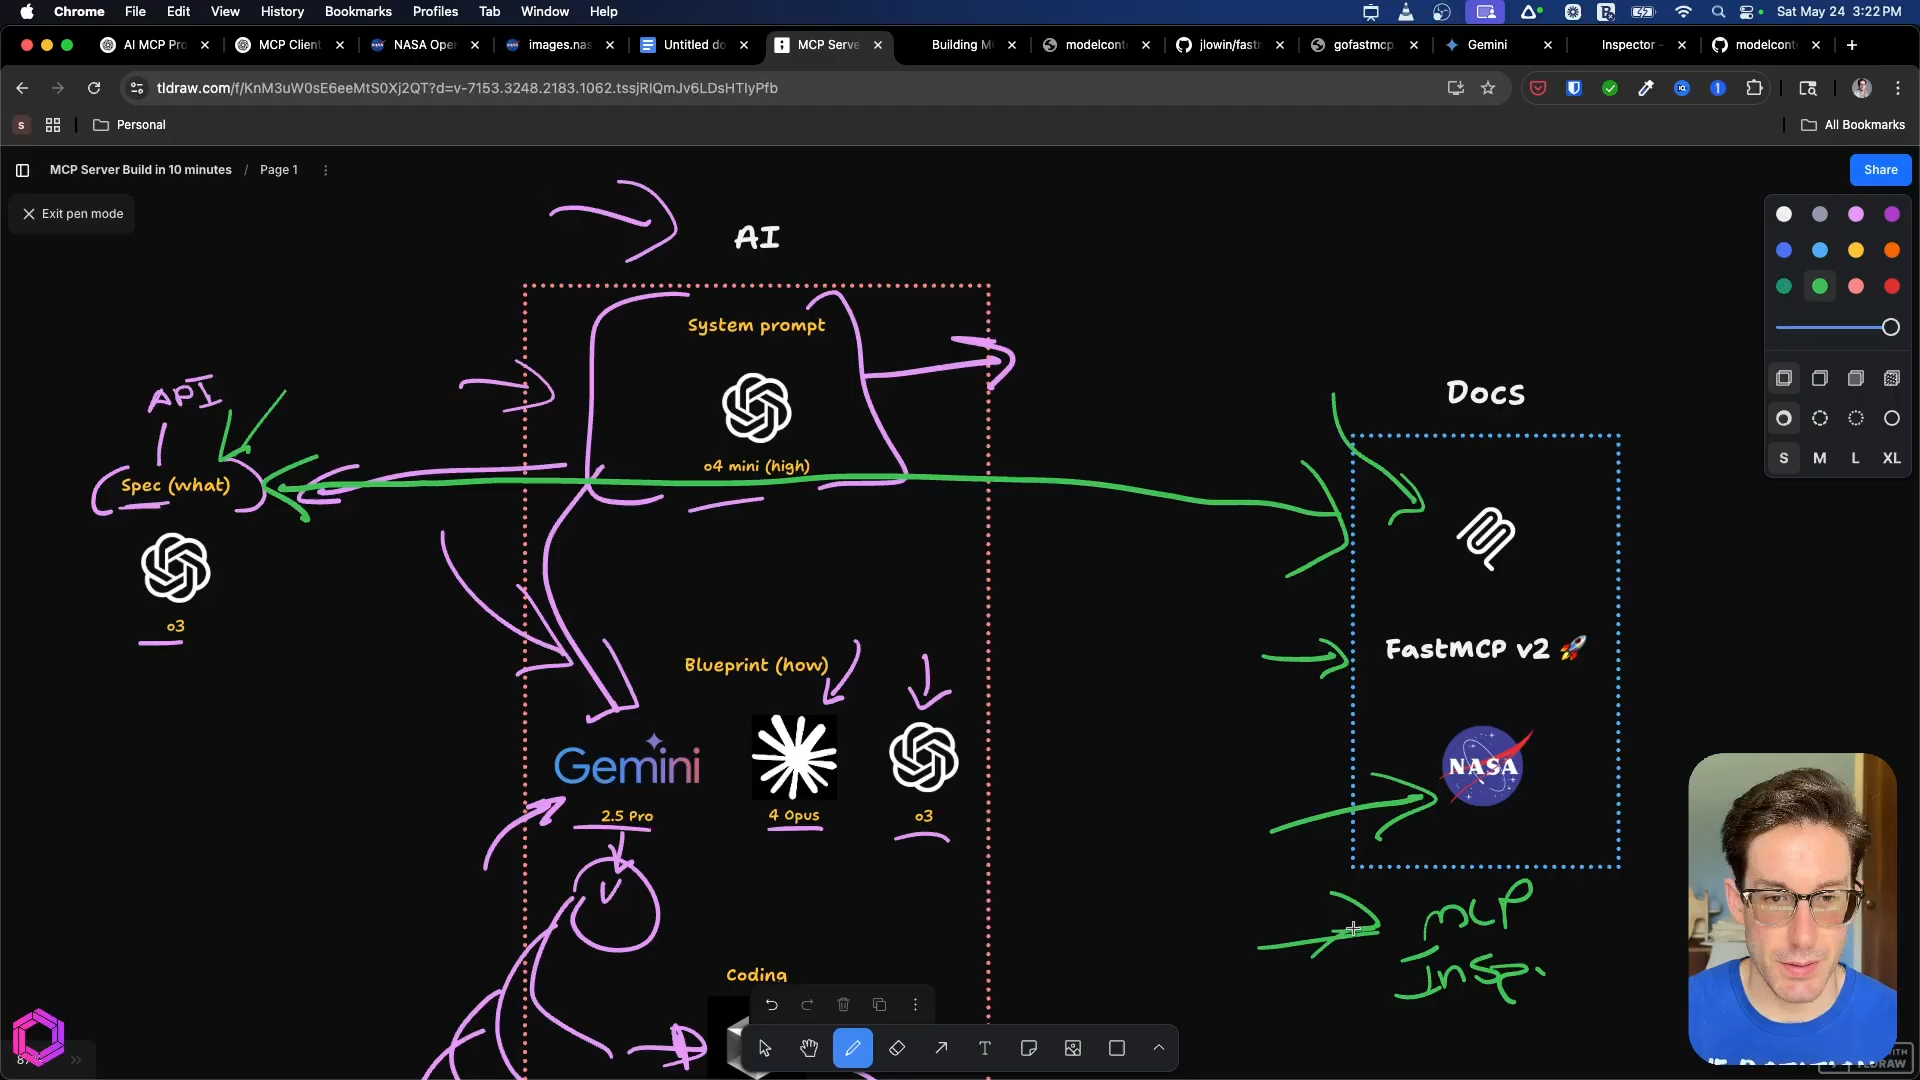 Chrome File Edit View History Bookmarks Profiles Tab Window Help Sat May 24 3:22 PM
AI MCP Pro MCP Client NASA Oper images.nas Untitled do MCP Serve Building M modelcont jlowin/fastm gofastmcp. Gemini Inspector - modelconte
tldraw.com/f/KnM3uW0sE6eeMtS0Xj2QT?d=v-7153.3248.2183.1062.tssjRIQmJv6LDsHTIyPfb
S Personal All Bookmarks
MCP Server Build in 10 minutes / Page 1 Share
Exit pen mode
AI
System prompt
o4 mini (high)
API
Spec (what)
o3
Blueprint (how)
Gemini
2.5 Pro
4 Opus
o3
Coding
Docs
FastMCP v2 🚀
NASA
MCP
Insp.
S M L XL